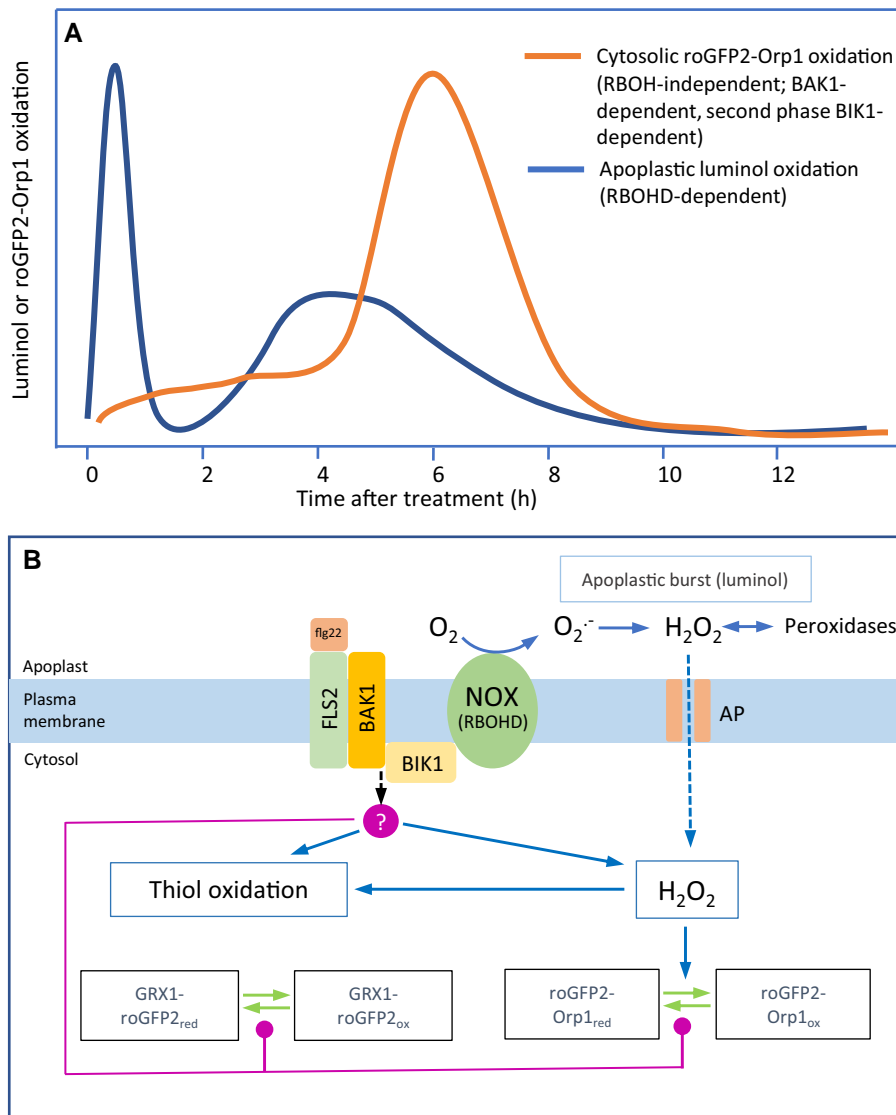 A
Luminol or roGFP2-Orp1 oxidation
Cytosolic roGFP2-Orp1 oxidation
(RBOH-independent; BAK1-
dependent, second phase BIK1-
dependent)
Apoplastic luminol oxidation
(RBOHD-dependent)
0 2 4 6 8 10 12
Time after treatment (h)
B
Apoplastic burst (luminol)
O₂ O₂·⁻ H₂O₂ Peroxidases
flg22
Apoplast
Plasma
membrane
Cytosol
FLS2
BAK1
BIK1
NOX
(RBOHD)
AP
?
Thiol oxidation
H₂O₂
GRX1-
roGFP2red
GRX1-
roGFP2ox
roGFP2-
Orp1red
roGFP2-
Orp1ox